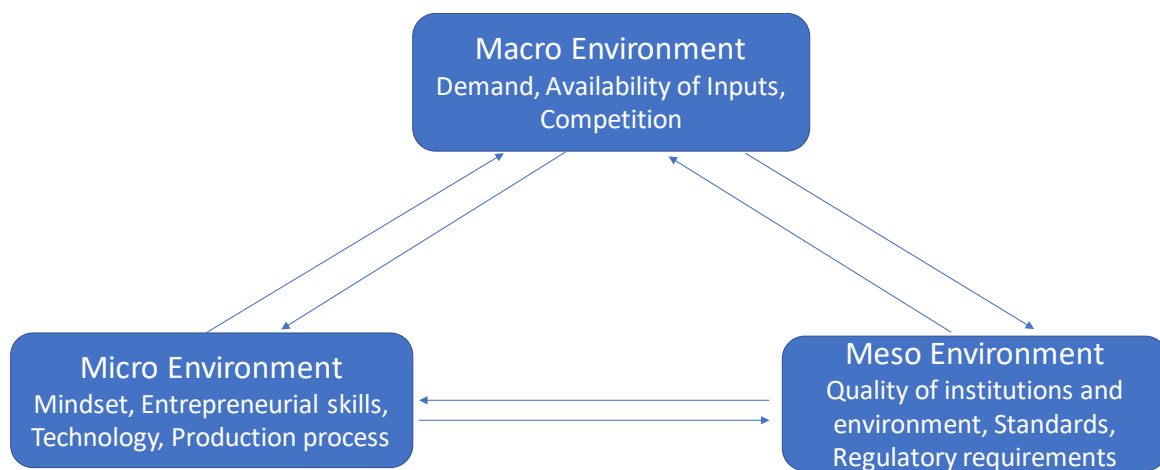 Macro Environment
Demand, Availability of Inputs,
Competition
Micro Environment
Mindset, Entrepreneurial skills,
Technology, Production process
Meso Environment
Quality of institutions and
environment, Standards,
Regulatory requirements